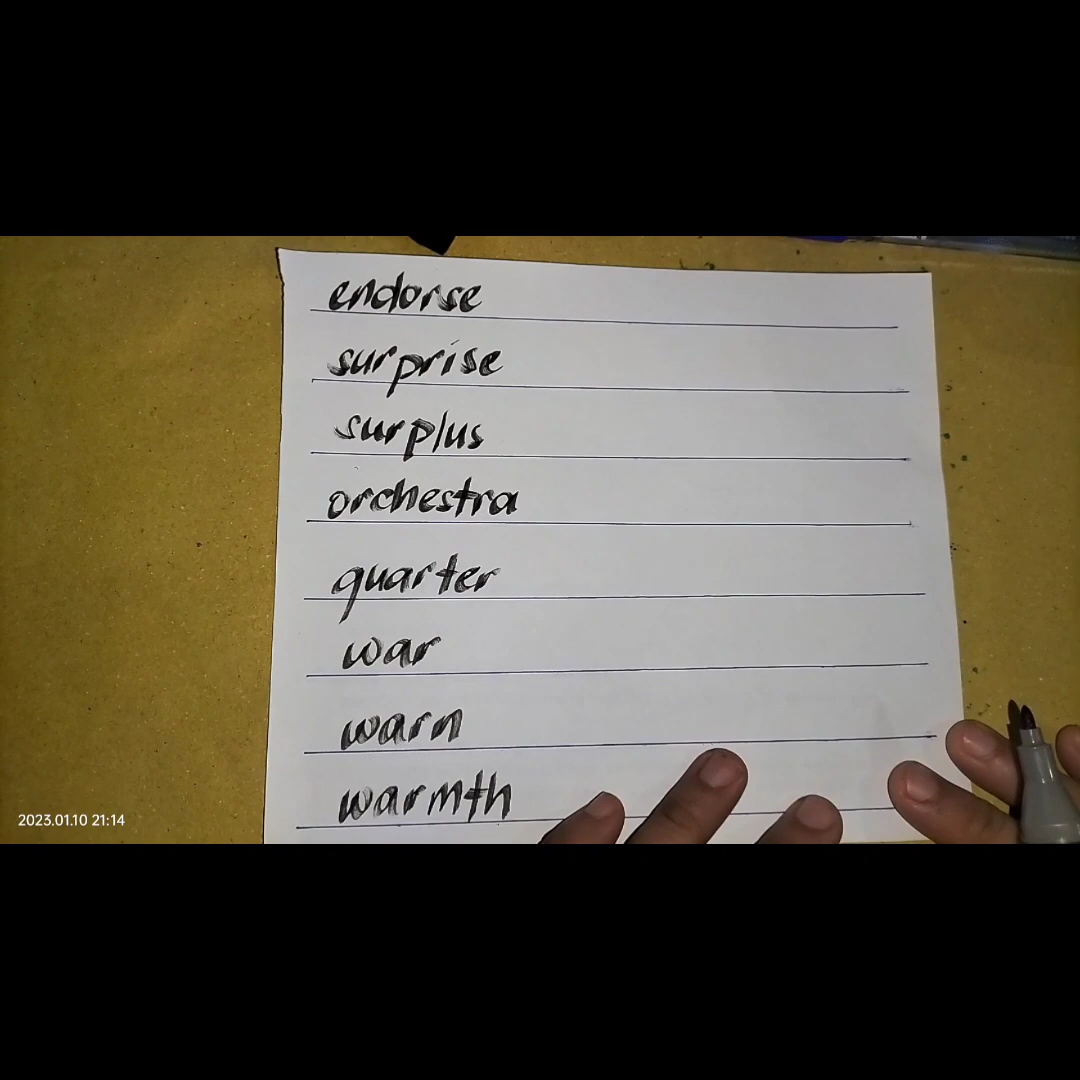 endorse
surprise
surplus
orchestra
quarter
war
warn
warmth
2023.01.10 21:14